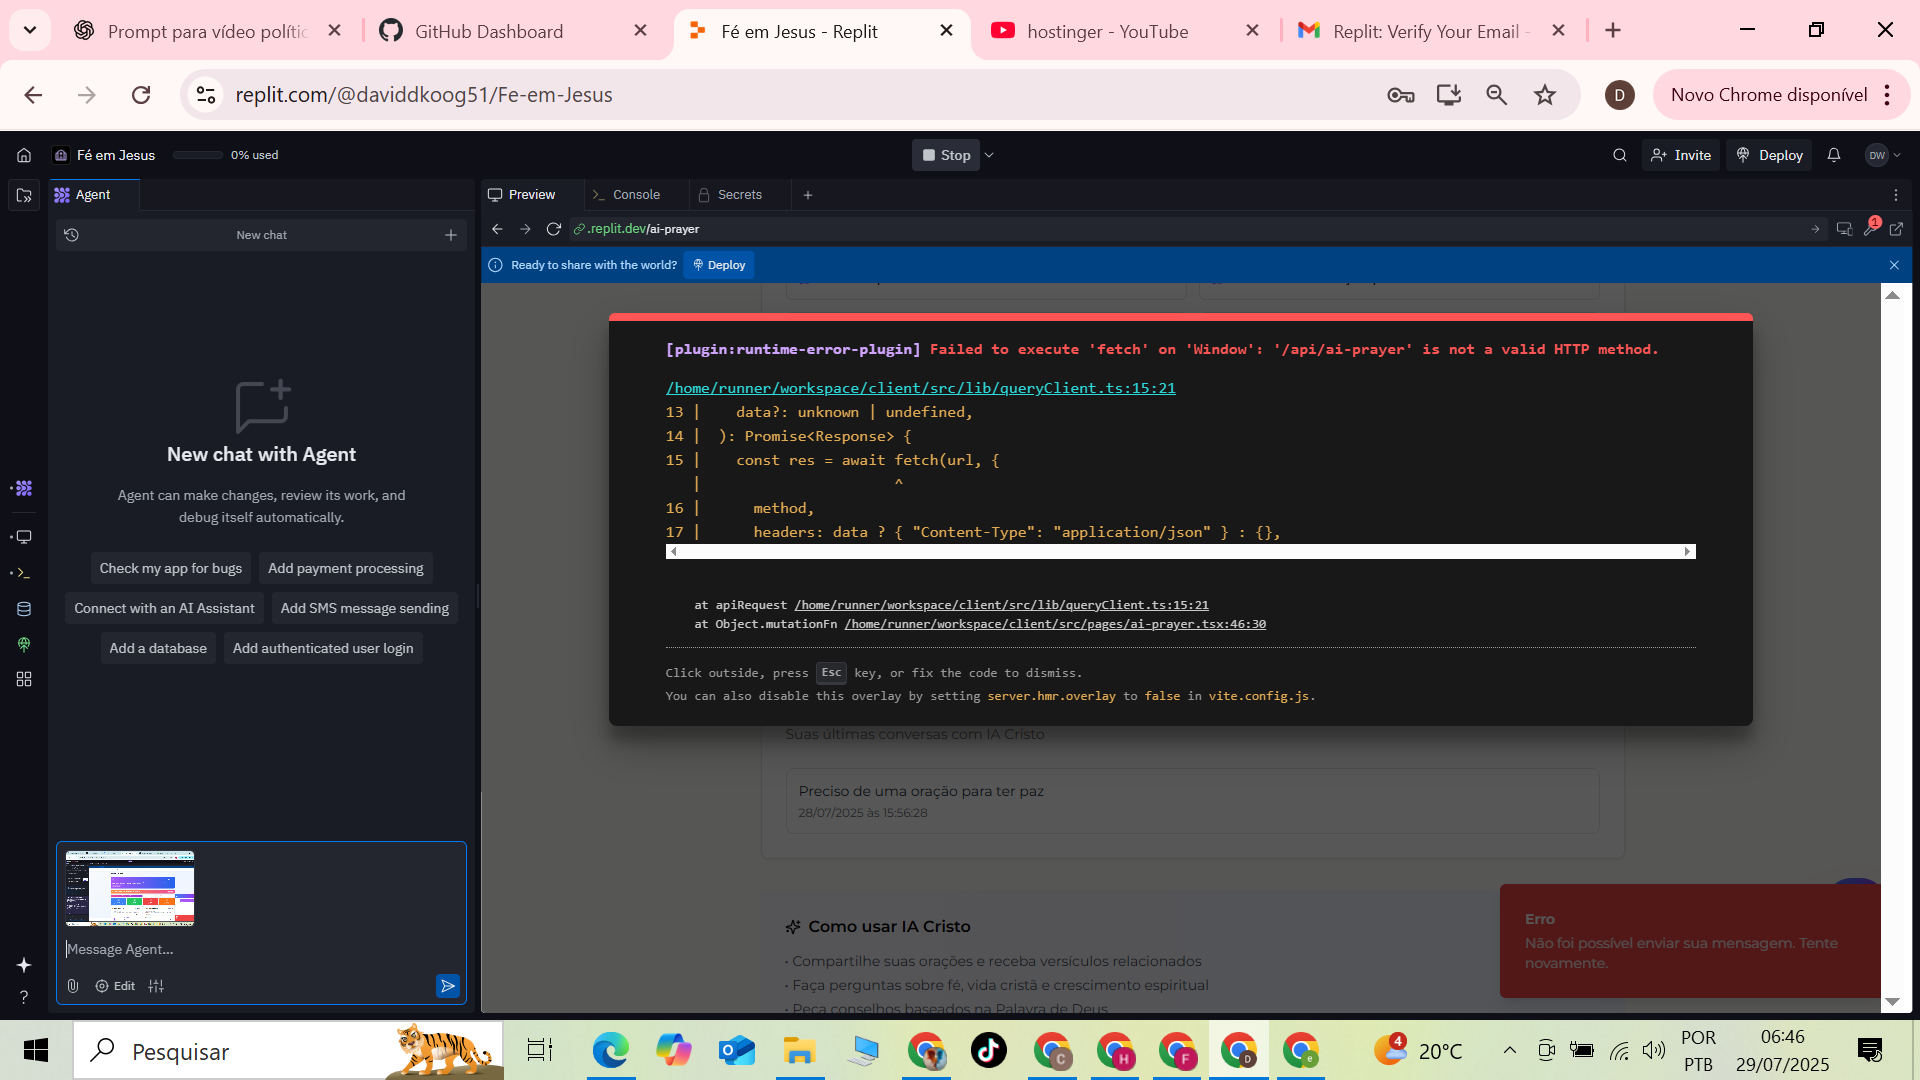 Prompt para vídeo polític
GitHub Dashboard
Fé em Jesus - Replit
hostinger - YouTube
Replit: Verify Your Email -
replit.com/@daviddkoog51/Fe-em-Jesus
D
Novo Chrome disponível
Fé em Jesus
0% used
Stop
Invite
Deploy
DW
Agent
Preview
Console
Secrets
New chat
.replit.dev/ai-prayer
1
Ready to share with the world?
Deploy
[plugin:runtime-error-plugin] Failed to execute 'fetch' on 'Window': '/api/ai-prayer' is not a valid HTTP method.
/home/runner/workspace/client/src/lib/queryClient.ts:15:21
13 | data?: unknown | undefined,
14 | ): Promise<Response> {
15 | const res = await fetch(url, {
| ^
16 | method,
17 | headers: data ? { "Content-Type": "application/json" } : {},
at apiRequest /home/runner/workspace/client/src/lib/queryClient.ts:15:21
at Object.mutationFn /home/runner/workspace/client/src/pages/ai-prayer.tsx:46:30
Click outside, press Esc key, or fix the code to dismiss.
You can also disable this overlay by setting server.hmr.overlay to false in vite.config.js.
New chat with Agent
Agent can make changes, review its work, and
debug itself automatically.
Check my app for bugs
Add payment processing
Connect with an AI Assistant
Add SMS message sending
Add a database
Add authenticated user login
Message Agent...
Edit
Suas últimas conversas com IA Cristo
Preciso de uma oração para ter paz
28/07/2025 às 15:56:28
Como usar IA Cristo
• Compartilhe suas orações e receba versículos relacionados
• Faça perguntas sobre fé, vida cristã e crescimento espiritual
• Peça conselhos baseados na Palavra de Deus
Erro
Não foi possível enviar sua mensagem. Tente
novamente.
Pesquisar
C
H
F
D
e
4
20°C
POR
PTB
06:46
29/07/2025